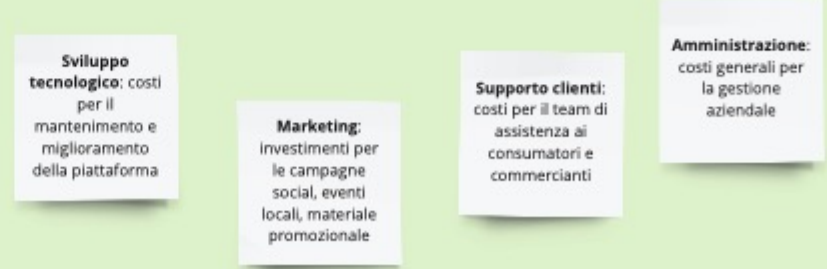 Sviluppo
tecnologico: costi
per il
mantenimento e
miglioramento
della piattaforma
Marketing:
investimenti per
le campagne
social, eventi
locali, materiale
promozionale
Supporto clienti:
costi per il team di
assistenza ai
consumatori e
commercianti
Amministrazione:
costi generali per
la gestione
aziendale